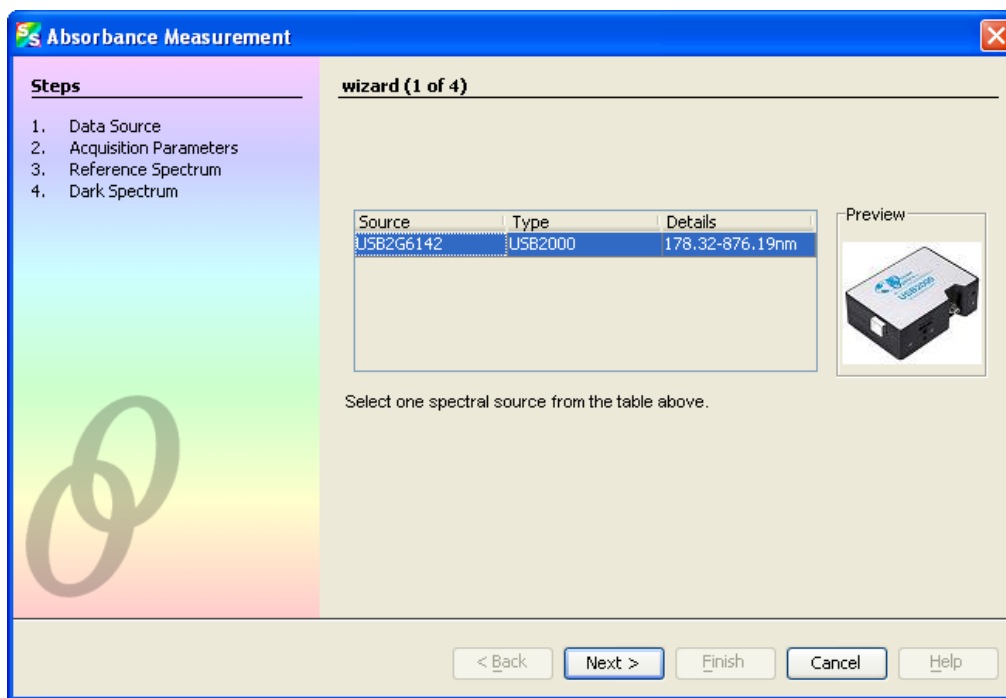 Absorbance Measurement
Steps
1. Data Source
2. Acquisition Parameters
3. Reference Spectrum
4. Dark Spectrum
wizard (1 of 4)
Source Type Details
USB2G6142 USB2000 178.32-876.19nm
Preview
USB2000
Select one spectral source from the table above.
< Back Next > Finish Cancel Help